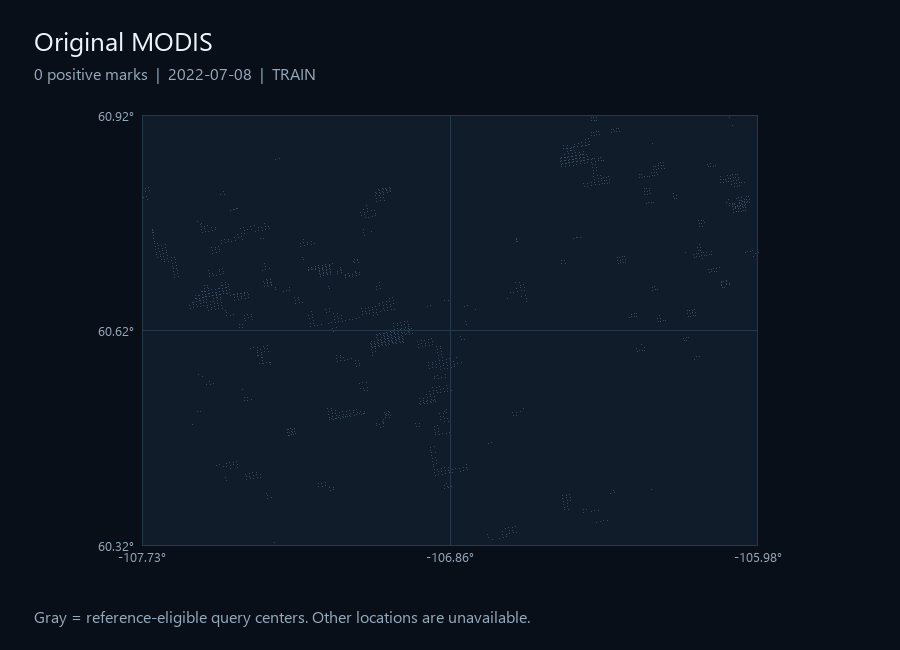 Original MODIS
0 positive marks | 2022-07-08 | TRAIN
60.92°
60.62°
60.32°
-107.73°
-106.86°
-105.98°
Gray = reference-eligible query centers. Other locations are unavailable.